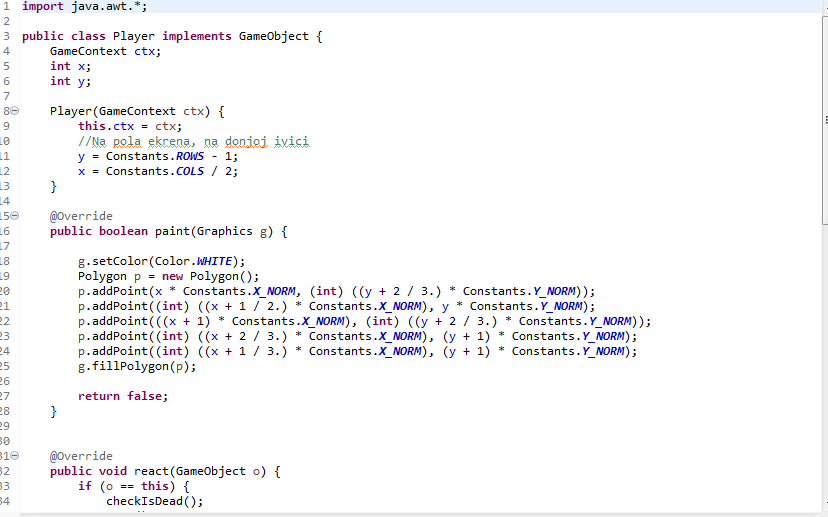 1 import java.awt.*;
2
3 public class Player implements GameObject {
4 GameContext ctx;
5 int x;
6 int y;
7
8 Player(GameContext ctx) {
9 this.ctx = ctx;
10 //Na pola ekrena, na donjoj ivici
11 y = Constants.ROWS - 1;
12 x = Constants.COLS / 2;
13 }
14
15 @Override
16 public boolean paint(Graphics g) {
17
18 g.setColor(Color.WHITE);
19 Polygon p = new Polygon();
20 p.addPoint(x * Constants.X_NORM, (int) ((y + 2 / 3.) * Constants.Y_NORM));
21 p.addPoint((int) ((x + 1 / 2.) * Constants.X_NORM), y * Constants.Y_NORM);
22 p.addPoint(((x + 1) * Constants.X_NORM), (int) ((y + 2 / 3.) * Constants.Y_NORM));
23 p.addPoint((int) ((x + 2 / 3.) * Constants.X_NORM), (y + 1) * Constants.Y_NORM);
24 p.addPoint((int) ((x + 1 / 3.) * Constants.X_NORM), (y + 1) * Constants.Y_NORM);
25 g.fillPolygon(p);
26
27 return false;
28 }
29
30
31 @Override
32 public void react(GameObject o) {
33 if (o == this) {
34 checkIsDead();